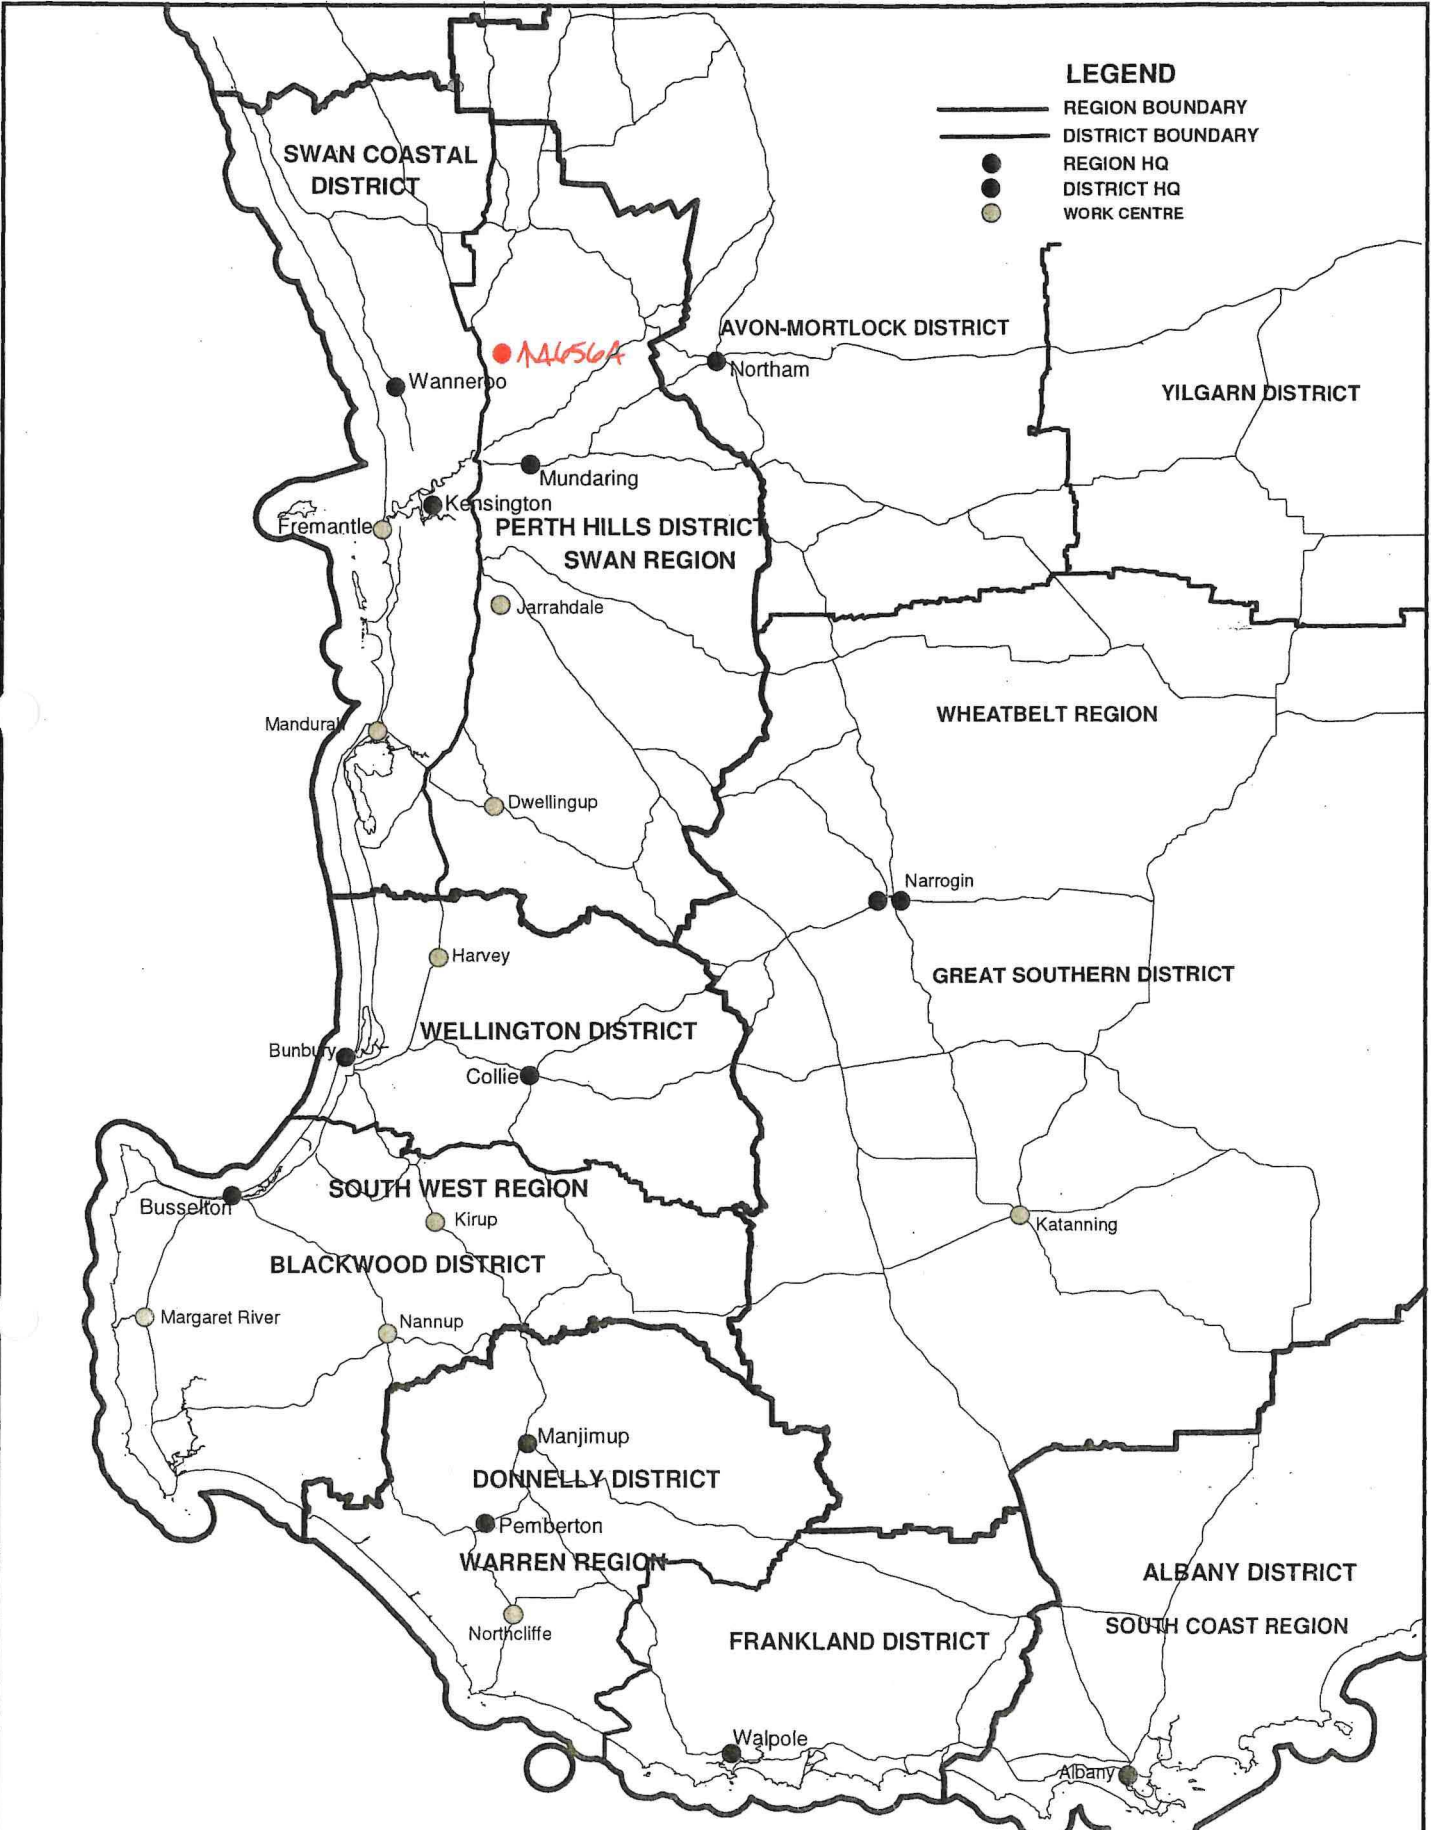 LEGEND
REGION BOUNDARY
DISTRICT BOUNDARY
REGION HQ
DISTRICT HQ
WORK CENTRE
SWAN COASTAL
DISTRICT
AVON-MORTLOCK DISTRICT
Northam
YILGARN DISTRICT
Wanneroo
Mundaring
Kensington
Fremantle
PERTH HILLS DISTRICT
SWAN REGION
Jarrahdale
Mandurah
WHEATBELT REGION
Dwellingup
Narrogin
Harvey
GREAT SOUTHERN DISTRICT
WELLINGTON DISTRICT
Bunbury
Collie
SOUTH WEST REGION
Busselton
Kirup
Katanning
BLACKWOOD DISTRICT
Margaret River
Nannup
Manjimup
DONNELLY DISTRICT
Pemberton
WARREN REGION
ALBANY DISTRICT
Northcliffe
SOUTH COAST REGION
FRANKLAND DISTRICT
Walpole
Albany